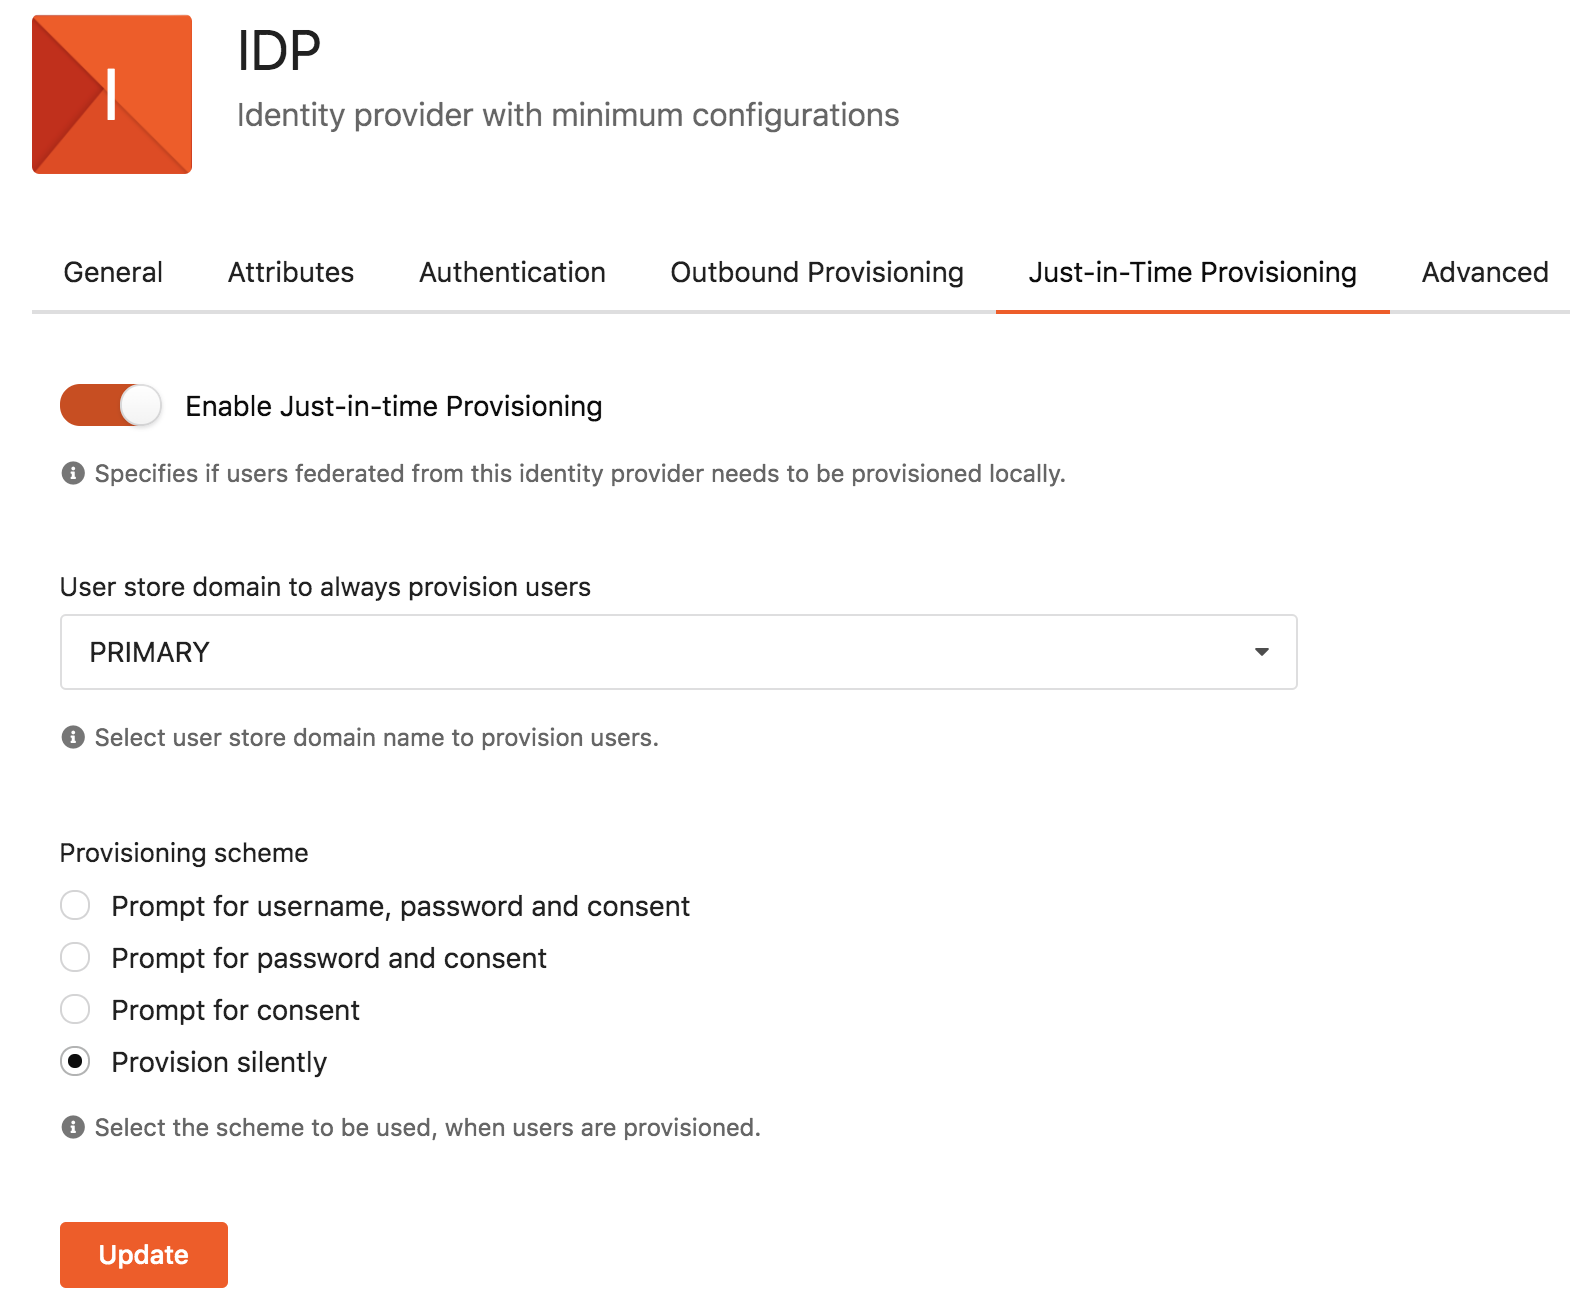 I
IDP
Identity provider with minimum configurations
General Attributes Authentication Outbound Provisioning Just-in-Time Provisioning Advanced
Enable Just-in-time Provisioning
Specifies if users federated from this identity provider needs to be provisioned locally.
User store domain to always provision users
PRIMARY
Select user store domain name to provision users.
Provisioning scheme
Prompt for username, password and consent
Prompt for password and consent
Prompt for consent
Provision silently
Select the scheme to be used, when users are provisioned.
Update